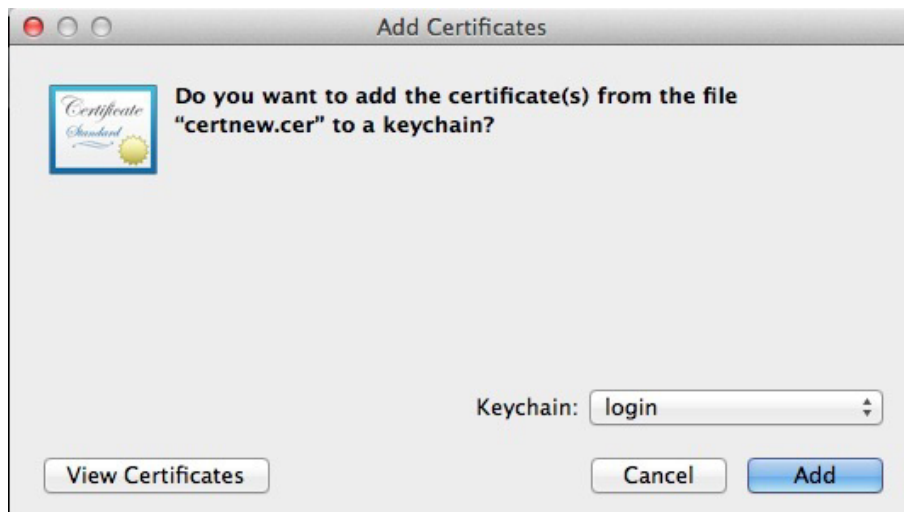 Add Certificates
Certificate
Standard
Do you want to add the certificate(s) from the file
“certnew.cer” to a keychain?
Keychain: login
View Certificates Cancel Add